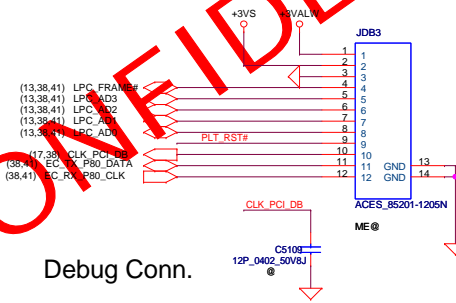 +3VS +3VALW
JDB3
1 1
2 2
3 3
4 4
5 5
6 6
7 7
8 8
9 9
10 10
11 11 GND 13
12 12 GND 14
(13,38,41) LPC_FRAME#
(13,38,41) LPC_AD3
(13,38,41) LPC_AD2
(13,38,41) LPC_AD1
(13,38,41) LPC_AD0
PLT_RST#
(17,38) CLK_PCI_DB
(38,41) EC_TX_P80_DATA
(38,41) EC_RX_P80_CLK
ACES_85201-1205N
ME@
CLK_PCI_DB
C5109
12P_0402_50V8J
@
Debug Conn.
ONFIDE